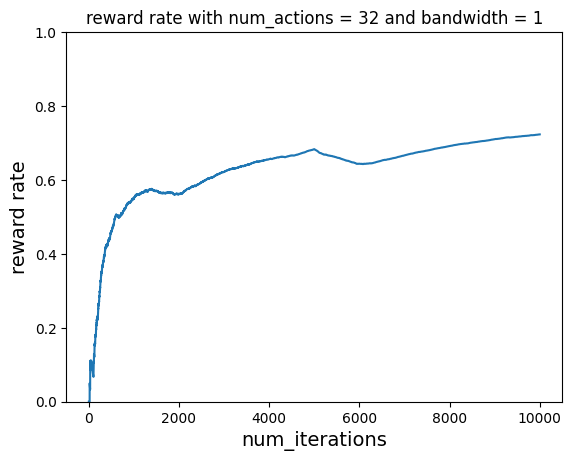 reward rate with num_actions = 32 and bandwidth = 1
1.0
0.8
0.6
0.4
0.2
0.0
reward rate
0 2000 4000 6000 8000 10000
num_iterations